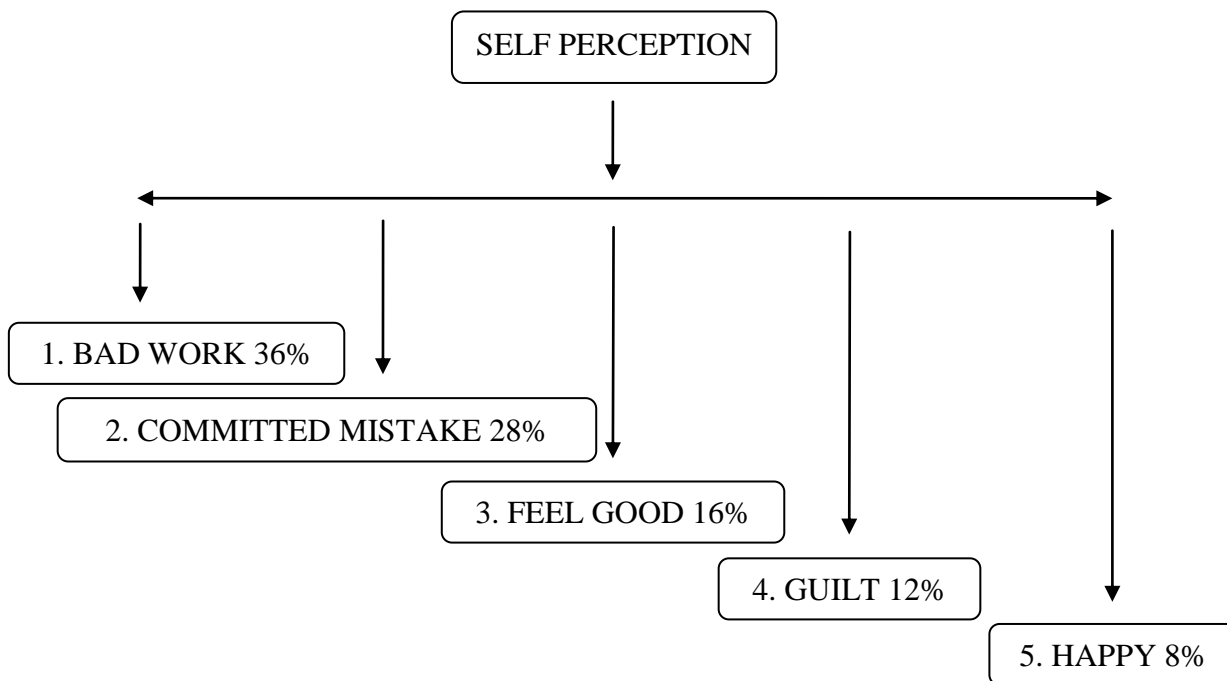 SELF PERCEPTION
1. BAD WORK 36%
2. COMMITTED MISTAKE 28%
3. FEEL GOOD 16%
4. GUILT 12%
5. HAPPY 8%